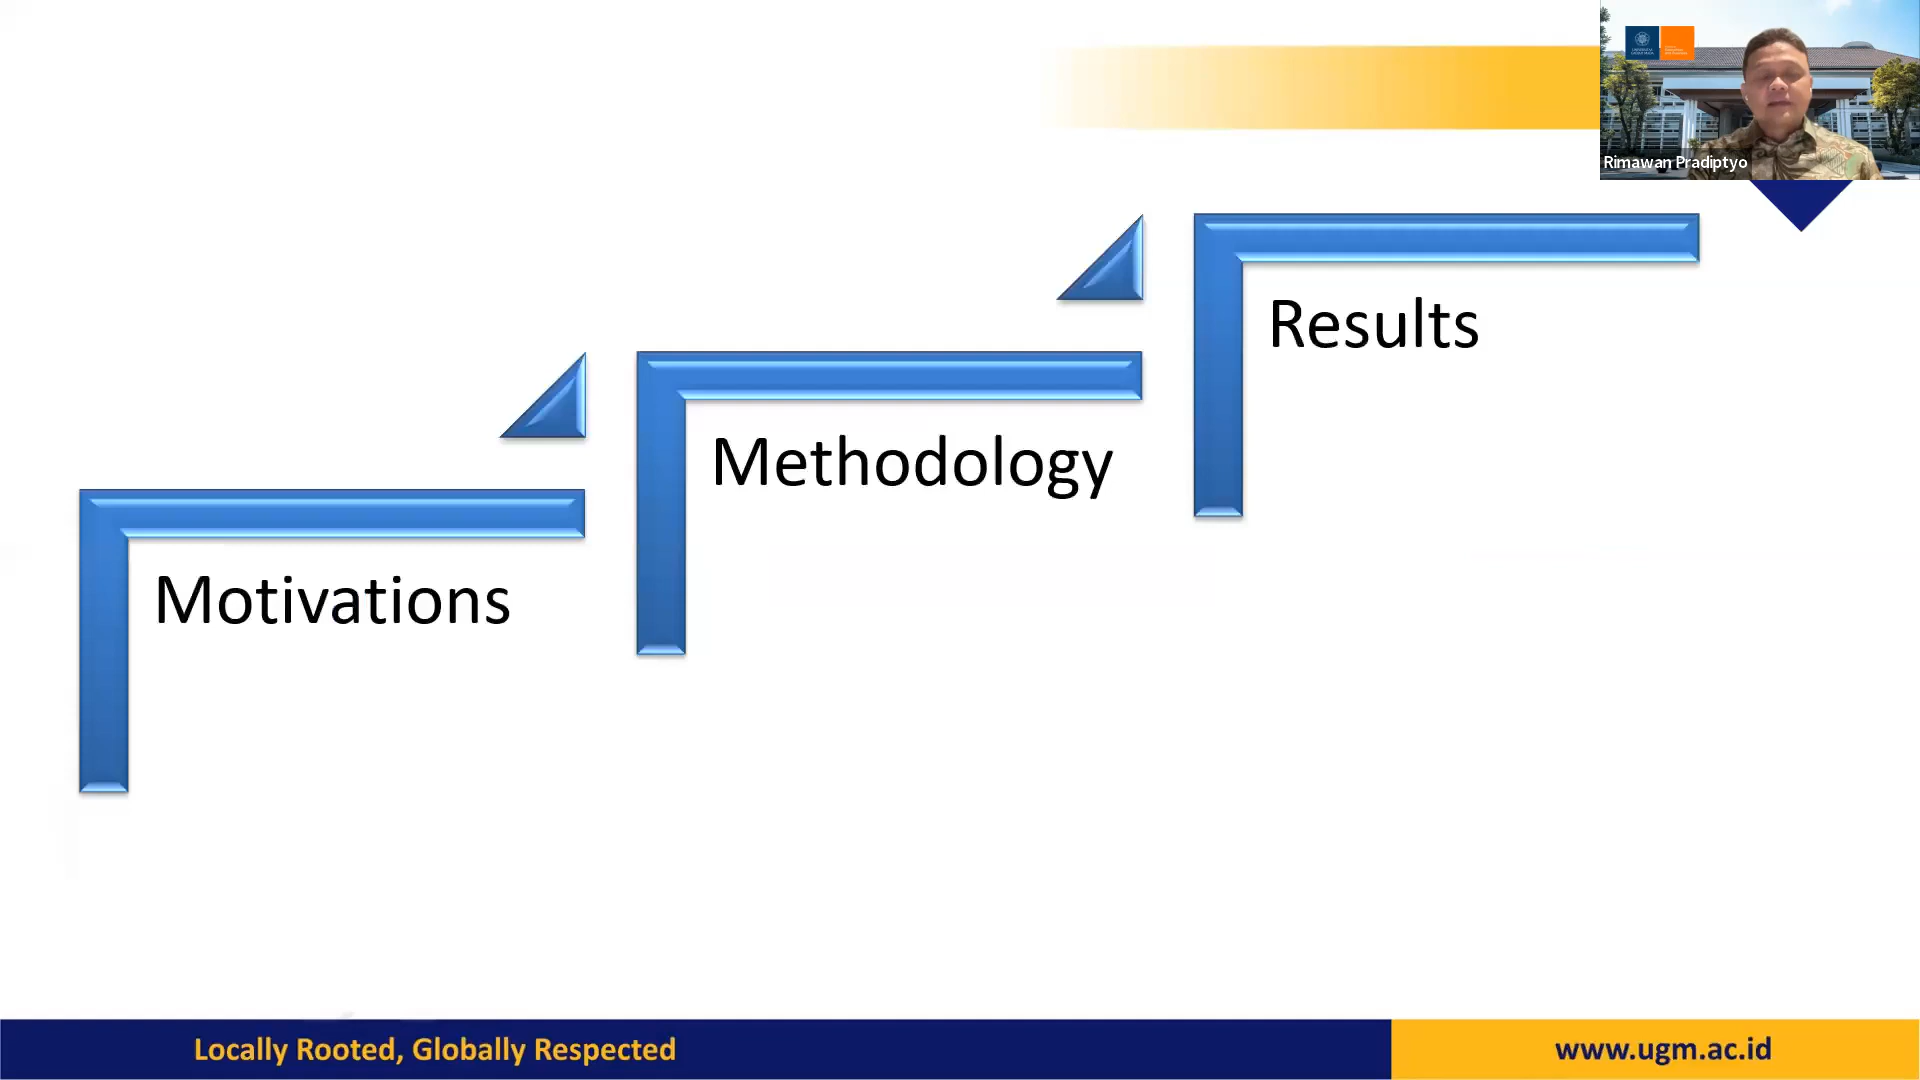 Rimawan Pradiptyo
Results
Methodology
Motivations
Locally Rooted, Globally Respected
www.ugm.ac.id